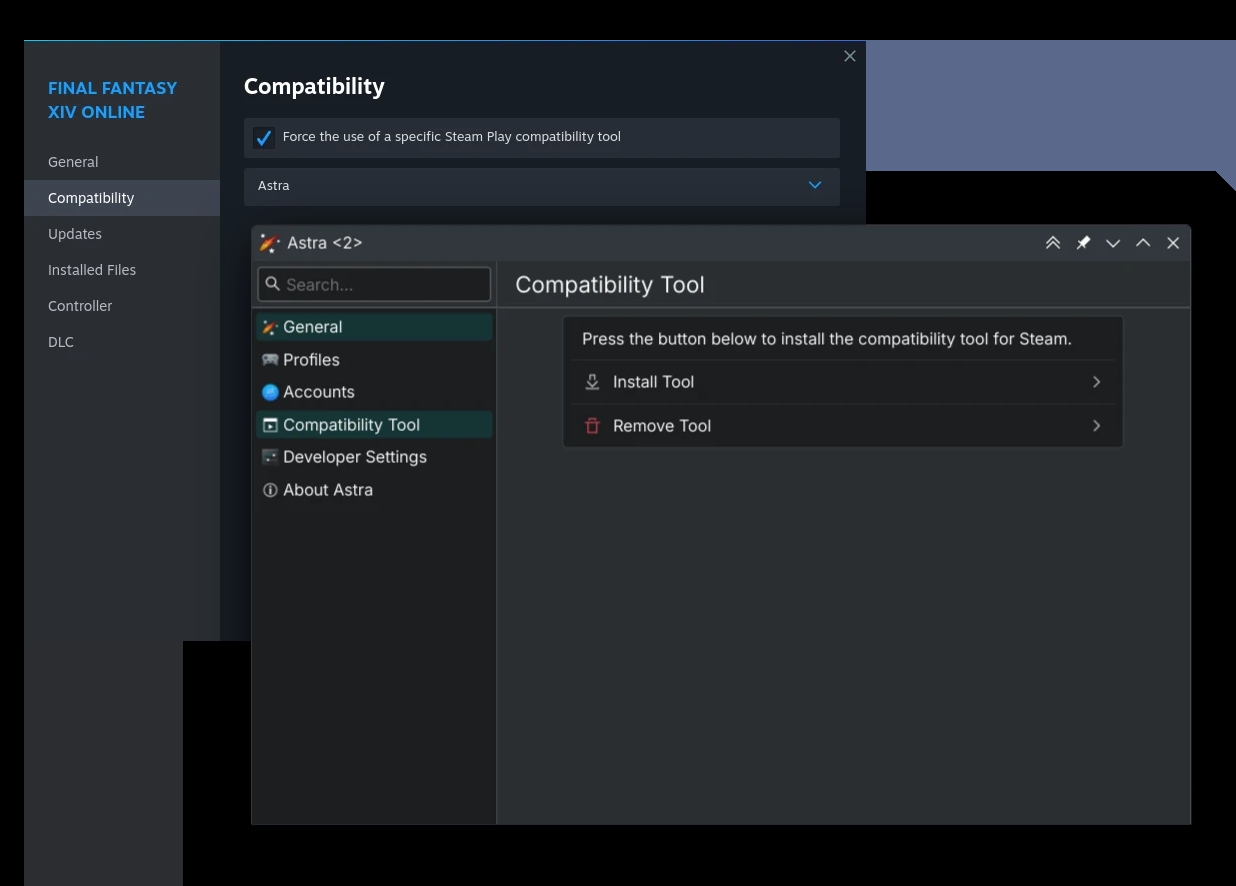 FINAL FANTASY
XIV ONLINE
General
Compatibility
Updates
Installed Files
Controller
DLC
Compatibility
Force the use of a specific Steam Play compatibility tool
Astra
Astra <2>
Search...
General
Profiles
Accounts
Compatibility Tool
Developer Settings
About Astra
Compatibility Tool
Press the button below to install the compatibility tool for Steam.
Install Tool
Remove Tool